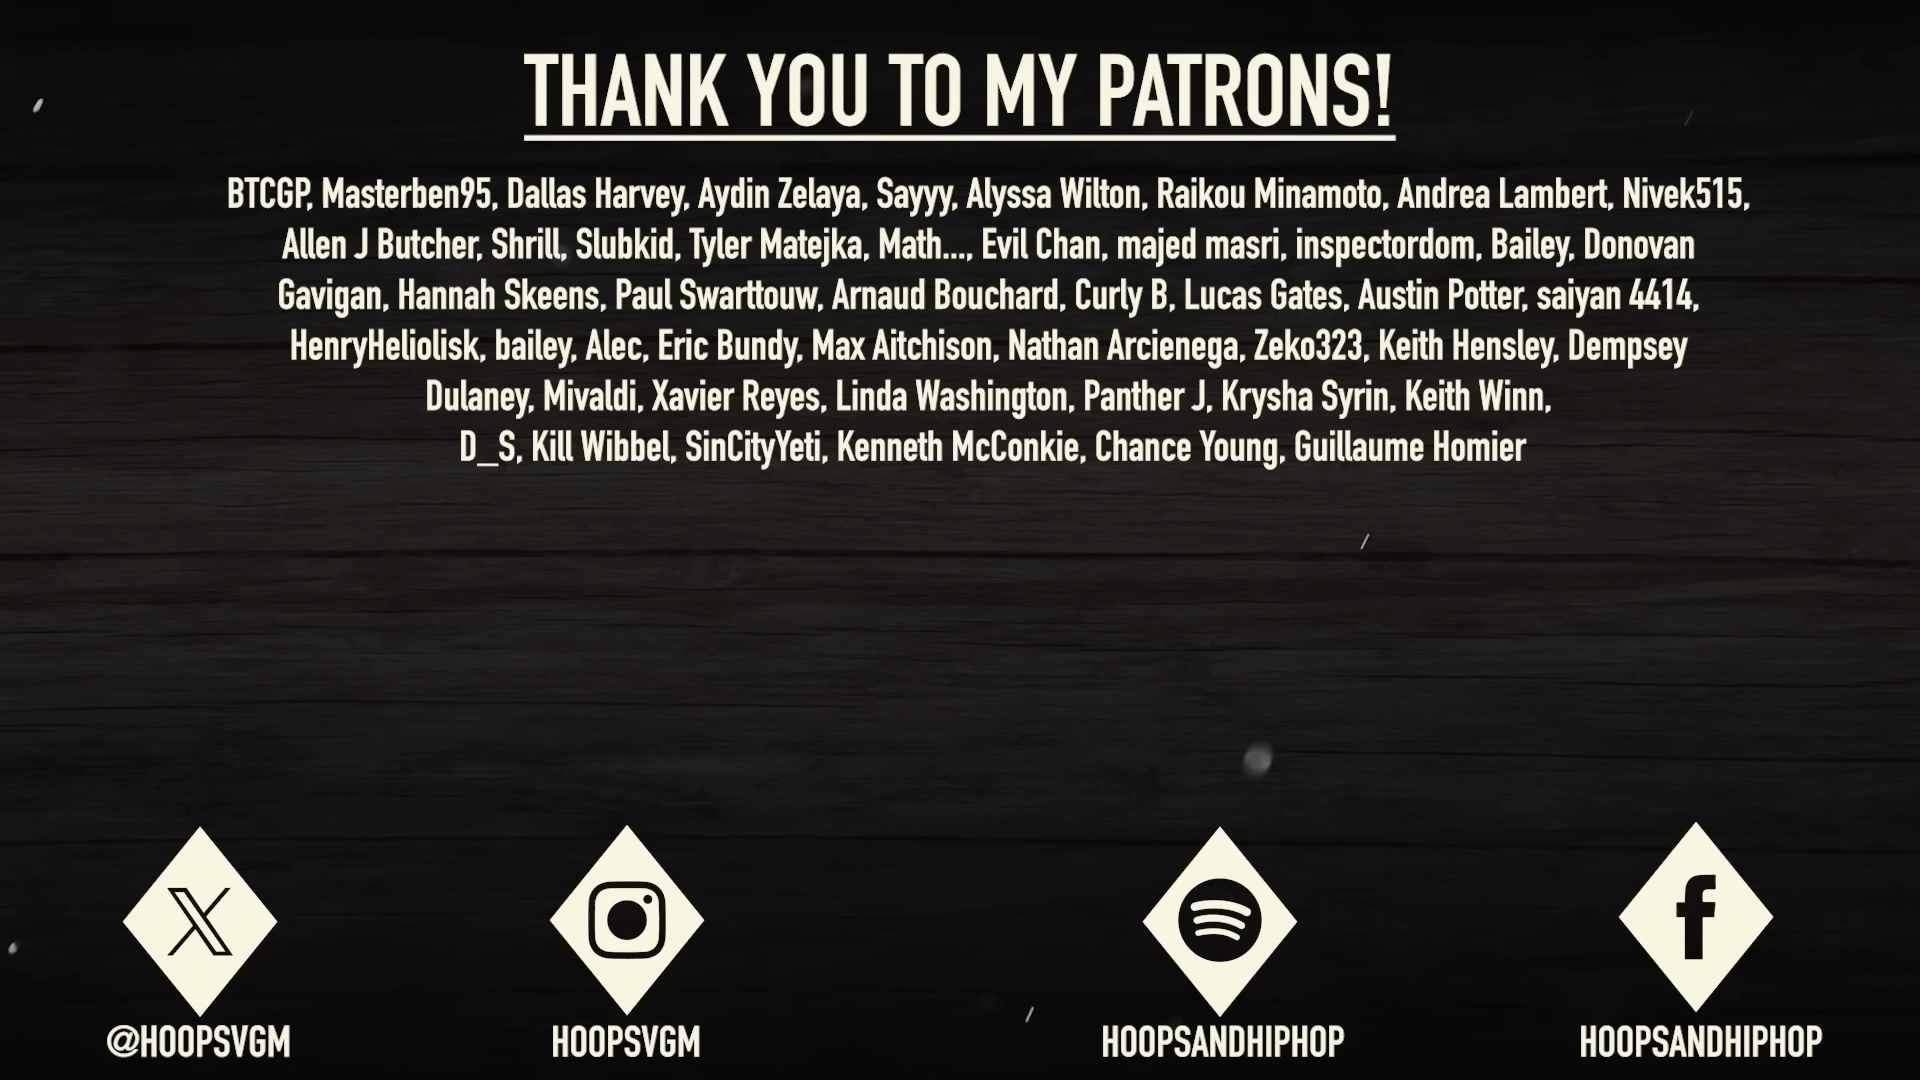 THANK YOU TO MY PATRONS!
BTCGP, Masterben95, Dallas Harvey, Aydin Zelaya, Sayyy, Alyssa Wilton, Raikou Minamoto, Andrea Lambert, Nivek515,
Allen J Butcher, Shrill, Slubkid, Tyler Matejka, Math..., Evil Chan, majed masri, inspectordom, Bailey, Donovan
Gavigan, Hannah Skeens, Paul Swarttouw, Arnaud Bouchard, Curly B, Lucas Gates, Austin Potter, saiyan 4414,
HenryHeliolisk, bailey, Alec, Eric Bundy, Max Aitchison, Nathan Arcienega, Zeko323, Keith Hensley, Dempsey
Dulaney, Mivaldi, Xavier Reyes, Linda Washington, Panther J, Krysha Syrin, Keith Winn,
D_S, Kill Wibbel, SinCityYeti, Kenneth McConkie, Chance Young, Guillaume Homier
@HOOPSVGM
HOOPSVGM
HOOPSANDHIPHOP
HOOPSANDHIPHOP